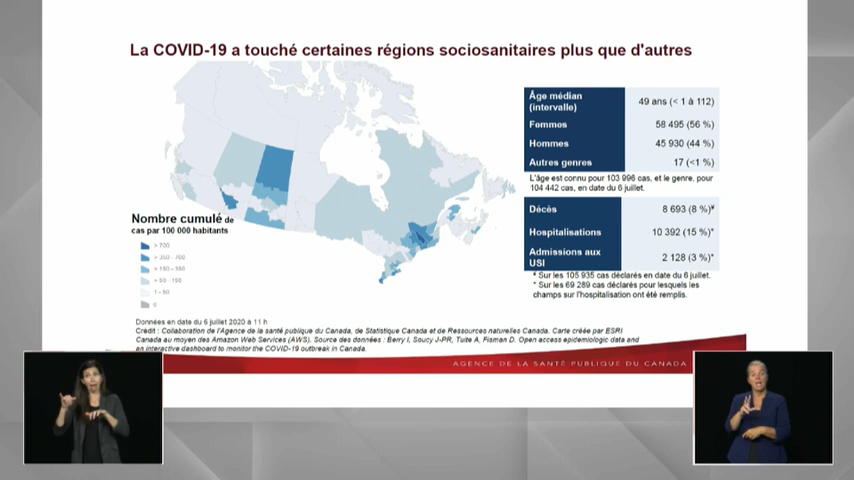 La COVID-19 a touché certaines régions sociosanitaires plus que d'autres
Âge médian
(intervalle)
49 ans (< 1 à 112)
Femmes
58 495 (56 %)
Hommes
45 930 (44 %)
Autres genres
17 (<1 %)
L'âge est connu pour 103 996 cas, et le genre, pour
104 442 cas, en date du 6 juillet.
Décès
8 693 (8 %)¥
Hospitalisations
10 392 (15 %)*
Admissions aux
USI
2 128 (3 %)*
¥ Sur les 105 935 cas déclarés en date du 6 juillet.
* Sur les 69 289 cas déclarés pour lesquels les
champs sur l'hospitalisation ont été remplis.
Nombre cumulé de
cas par 100 000 habitants
> 700
> 350 - 700
> 150 - 350
> 50 - 150
1 - 50
0
Données en date du 6 juillet 2020 à 11 h
Crédit : Collaboration de l'Agence de la santé publique du Canada, de Statistique Canada et de Ressources naturelles Canada. Carte créée par ESRI
Canada au moyen des Amazon Web Services (AWS). Source des données : Berry I, Soucy J-PR, Tuite A, Fisman D. Open access epidemiologic data and
an interactive dashboard to monitor the COVID-19 outbreak in Canada.
AGENCE DE LA SANTÉ PUBLIQUE DU CANADA